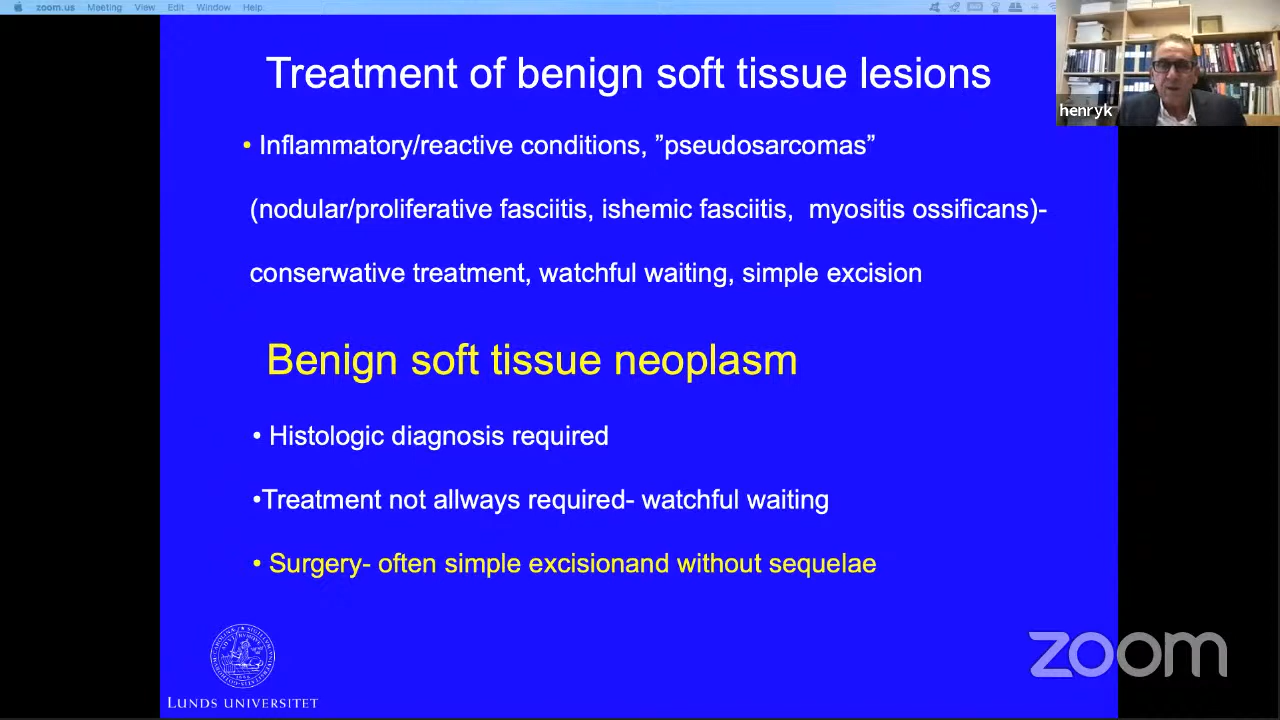 zoom.us Meeting View Edit Window Help
Treatment of benign soft tissue lesions
henryk
• Inflammatory/reactive conditions, ”pseudosarcomas”
(nodular/proliferative fasciitis, ishemic fasciitis, myositis ossificans)-
conserwative treatment, watchful waiting, simple excision
Benign soft tissue neoplasm
• Histologic diagnosis required
•Treatment not allways required- watchful waiting
• Surgery- often simple excisionand without sequelae
zoom
LUNDS UNIVERSITET